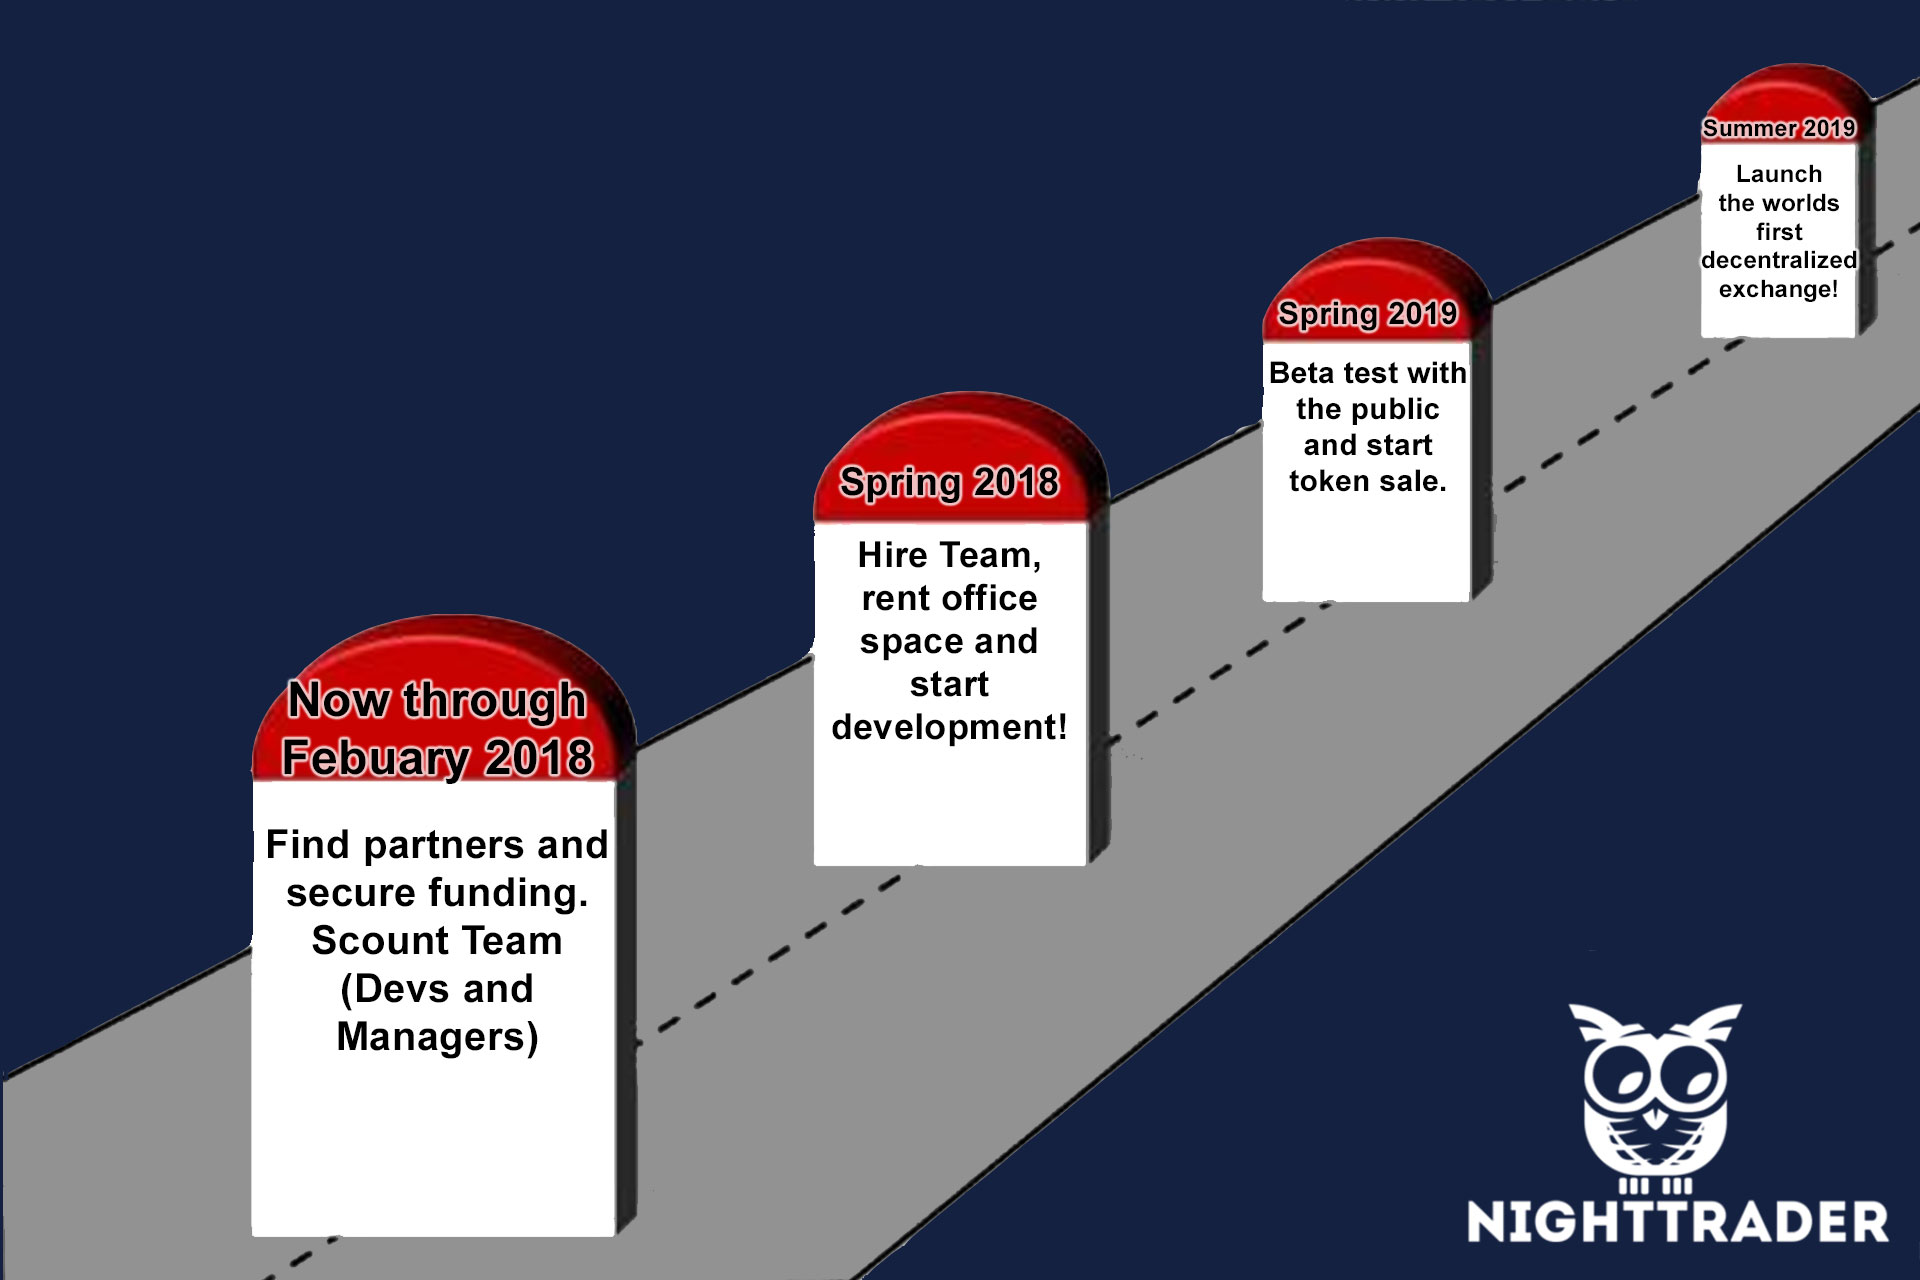 Now through
Febuary 2018
Find partners and
secure funding.
Scount Team
(Devs and
Managers)
Spring 2018
Hire Team,
rent office
space and
start
development!
Spring 2019
Beta test with
the public
and start
token sale.
Summer 2019
Launch
the worlds
first
decentralized
exchange!
NIGHTTRADER